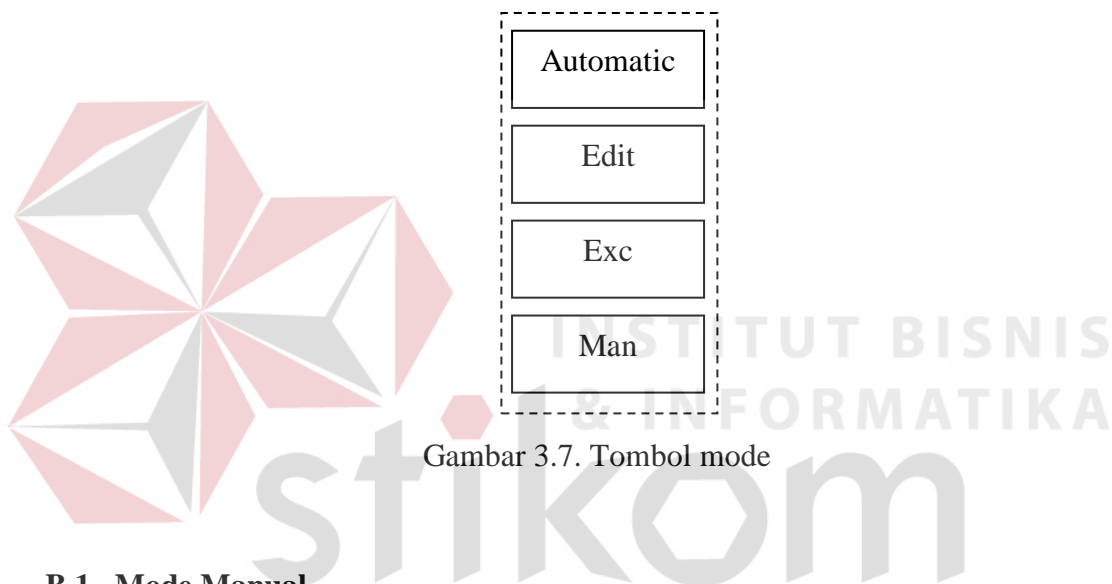 Automatic
Edit
Exc
Man
INSTITUT BISNIS
& INFORMATIKA
Gambar 3.7. Tombol mode
stikom
B.1. Mode Manual